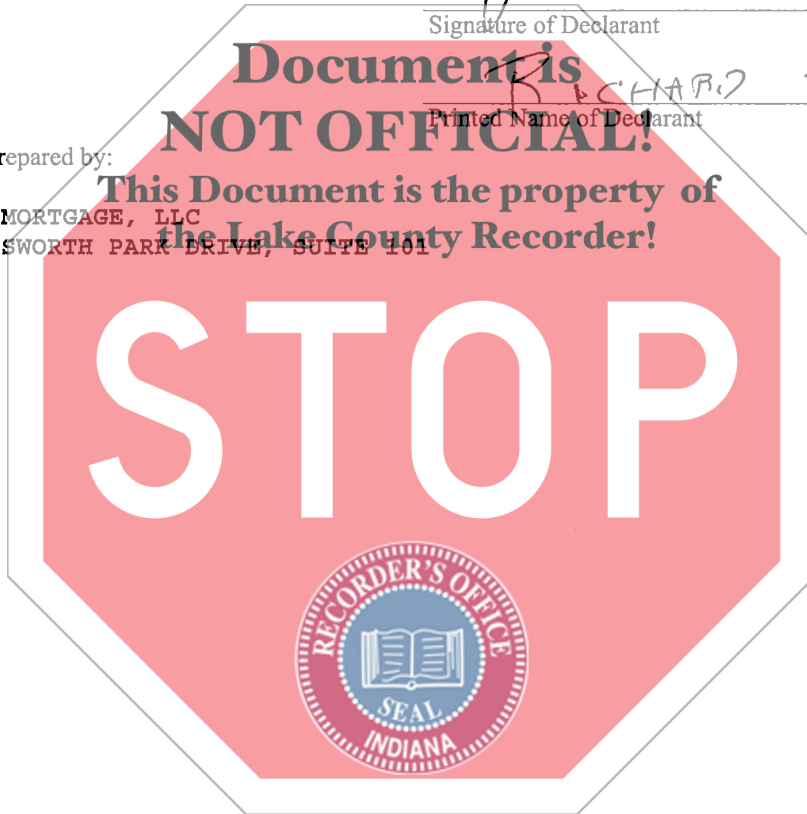 Signature of Declarant
Document is
RICHARD
NOT OFFICIAL!
Printed Name of Declarant
repared by:
This Document is the property of
MORTGAGE, LLC
the Lake County Recorder!
SWORTH PARK DRIVE, SUITE 101
STOP
RECORDER'S OFFICE
SEAL
INDIANA